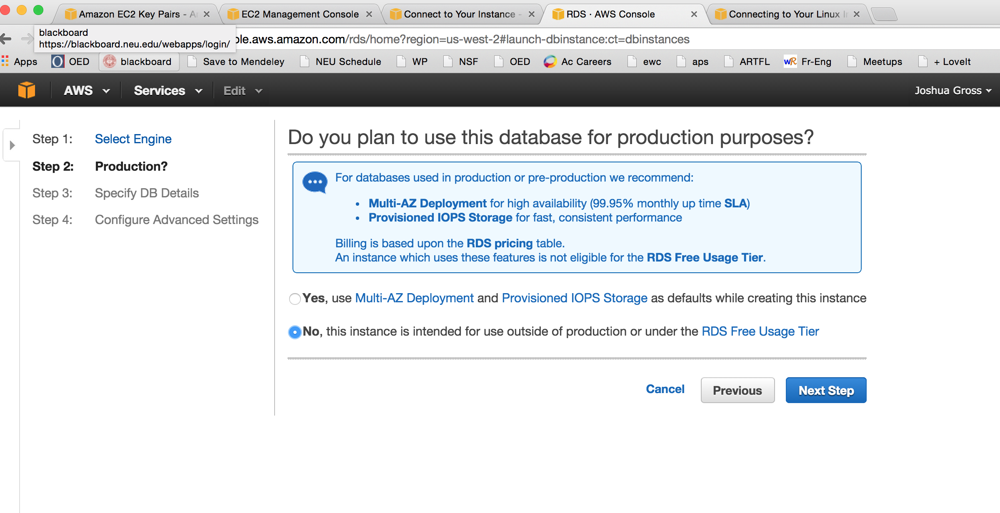 Amazon EC2 Key Pairs - A
EC2 Management Console
Connect to Your Instance -
RDS · AWS Console
Connecting to Your Linux I
blackboard
https://blackboard.neu.edu/webapps/login/
ole.aws.amazon.com/rds/home?region=us-west-2#launch-dbinstance:ct=dbinstances
Apps OED blackboard Save to Mendeley NEU Schedule WP NSF OED Ac Careers ewc aps ARTFL WR Fr-Eng Meetups + LoveIt
AWS Services Edit Joshua Gross
Step 1: Select Engine
Step 2: Production?
Step 3: Specify DB Details
Step 4: Configure Advanced Settings
Do you plan to use this database for production purposes?
For databases used in production or pre-production we recommend:
• Multi-AZ Deployment for high availability (99.95% monthly up time SLA)
• Provisioned IOPS Storage for fast, consistent performance
Billing is based upon the RDS pricing table.
An instance which uses these features is not eligible for the RDS Free Usage Tier.
Yes, use Multi-AZ Deployment and Provisioned IOPS Storage as defaults while creating this instance
No, this instance is intended for use outside of production or under the RDS Free Usage Tier
Cancel Previous Next Step